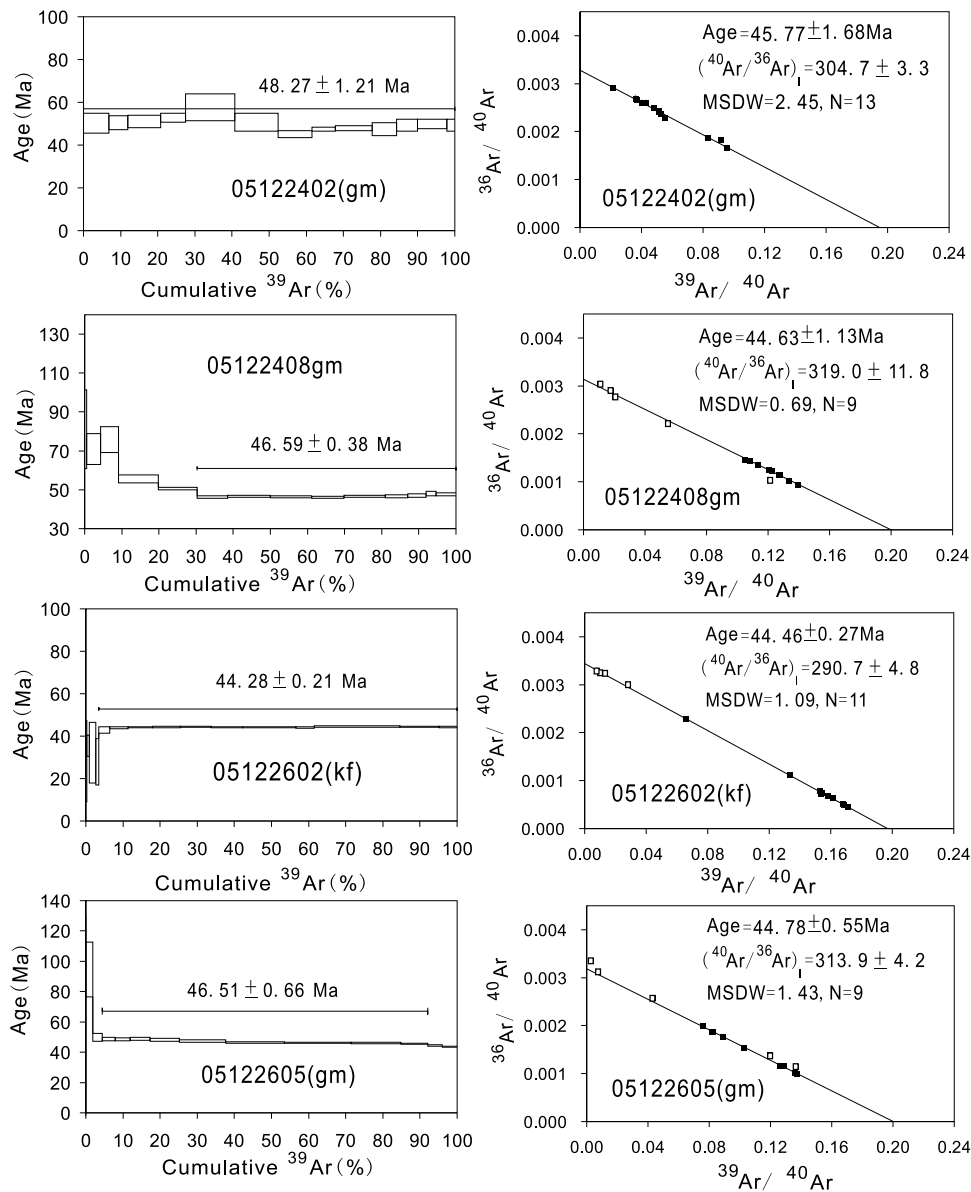 100
80
60
40
20
0
Age(Ma)
48.27 ± 1.21 Ma
05122402(gm)
0 10 20 30 40 50 60 70 80 90 100
Cumulative ³⁹Ar(%)
0.004
0.003
0.002
0.001
0.000
³⁶Ar/ ⁴⁰Ar
Age=45.77±1.68Ma
(⁴⁰Ar/³⁶Ar)I=304.7 ± 3.3
MSDW=2.45, N=13
05122402(gm)
0.00 0.04 0.08 0.12 0.16 0.20 0.24
³⁹Ar/ ⁴⁰Ar
130
110
90
70
50
30
Age(Ma)
05122408gm
46.59 ± 0.38 Ma
0 10 20 30 40 50 60 70 80 90 100
Cumulative ³⁹Ar(%)
0.004
0.003
0.002
0.001
0.000
³⁶Ar/ ⁴⁰Ar
Age=44.63±1.13Ma
(⁴⁰Ar/³⁶Ar)I=319.0 ± 11.8
MSDW=0.69, N=9
05122408gm
0.00 0.04 0.08 0.12 0.16 0.20 0.24
³⁹Ar/ ⁴⁰Ar
100
80
60
40
20
0
Age(Ma)
44.28 ± 0.21 Ma
05122602(kf)
0 10 20 30 40 50 60 70 80 90 100
Cumulative ³⁹Ar(%)
0.004
0.003
0.002
0.001
0.000
³⁶Ar/ ⁴⁰Ar
Age=44.46±0.27Ma
(⁴⁰Ar/³⁶Ar)I=290.7 ± 4.8
MSDW=1.09, N=11
05122602(kf)
0.00 0.04 0.08 0.12 0.16 0.20 0.24
³⁹Ar/ ⁴⁰Ar
140
120
100
80
60
40
20
0
Age(Ma)
46.51 ± 0.66 Ma
05122605(gm)
0 10 20 30 40 50 60 70 80 90 100
Cumulative ³⁹Ar(%)
0.004
0.003
0.002
0.001
0.000
³⁶Ar/ ⁴⁰Ar
Age=44.78±0.55Ma
(⁴⁰Ar/³⁶Ar)I=313.9 ± 4.2
MSDW=1.43, N=9
05122605(gm)
0.00 0.04 0.08 0.12 0.16 0.20 0.24
³⁹Ar/ ⁴⁰Ar